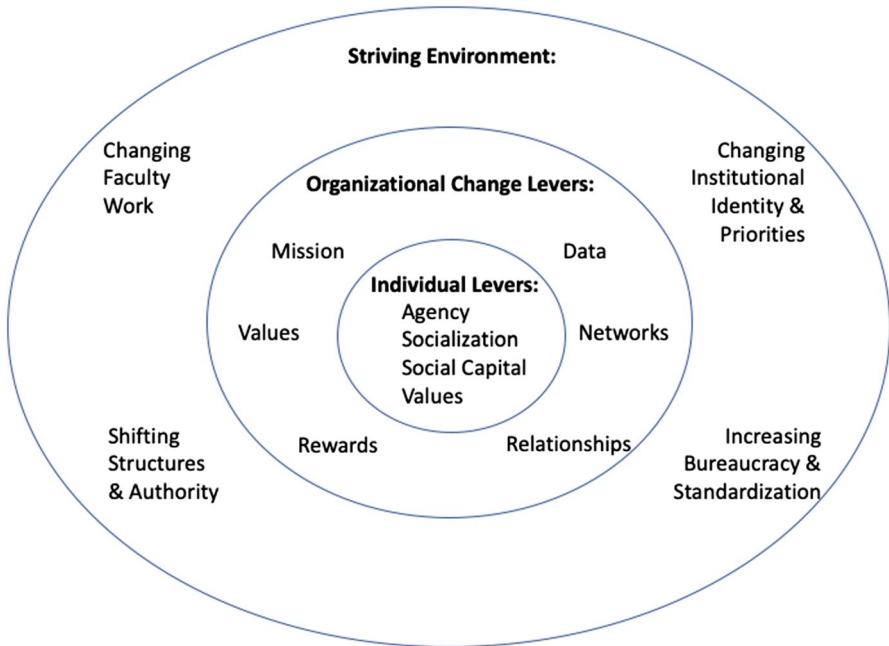 Striving Environment:
Changing
Faculty
Work
Changing
Institutional
Identity &
Priorities
Organizational Change Levers:
Mission
Data
Individual Levers:
Agency
Socialization
Social Capital
Values
Values
Networks
Rewards
Relationships
Shifting
Structures
& Authority
Increasing
Bureaucracy &
Standardization